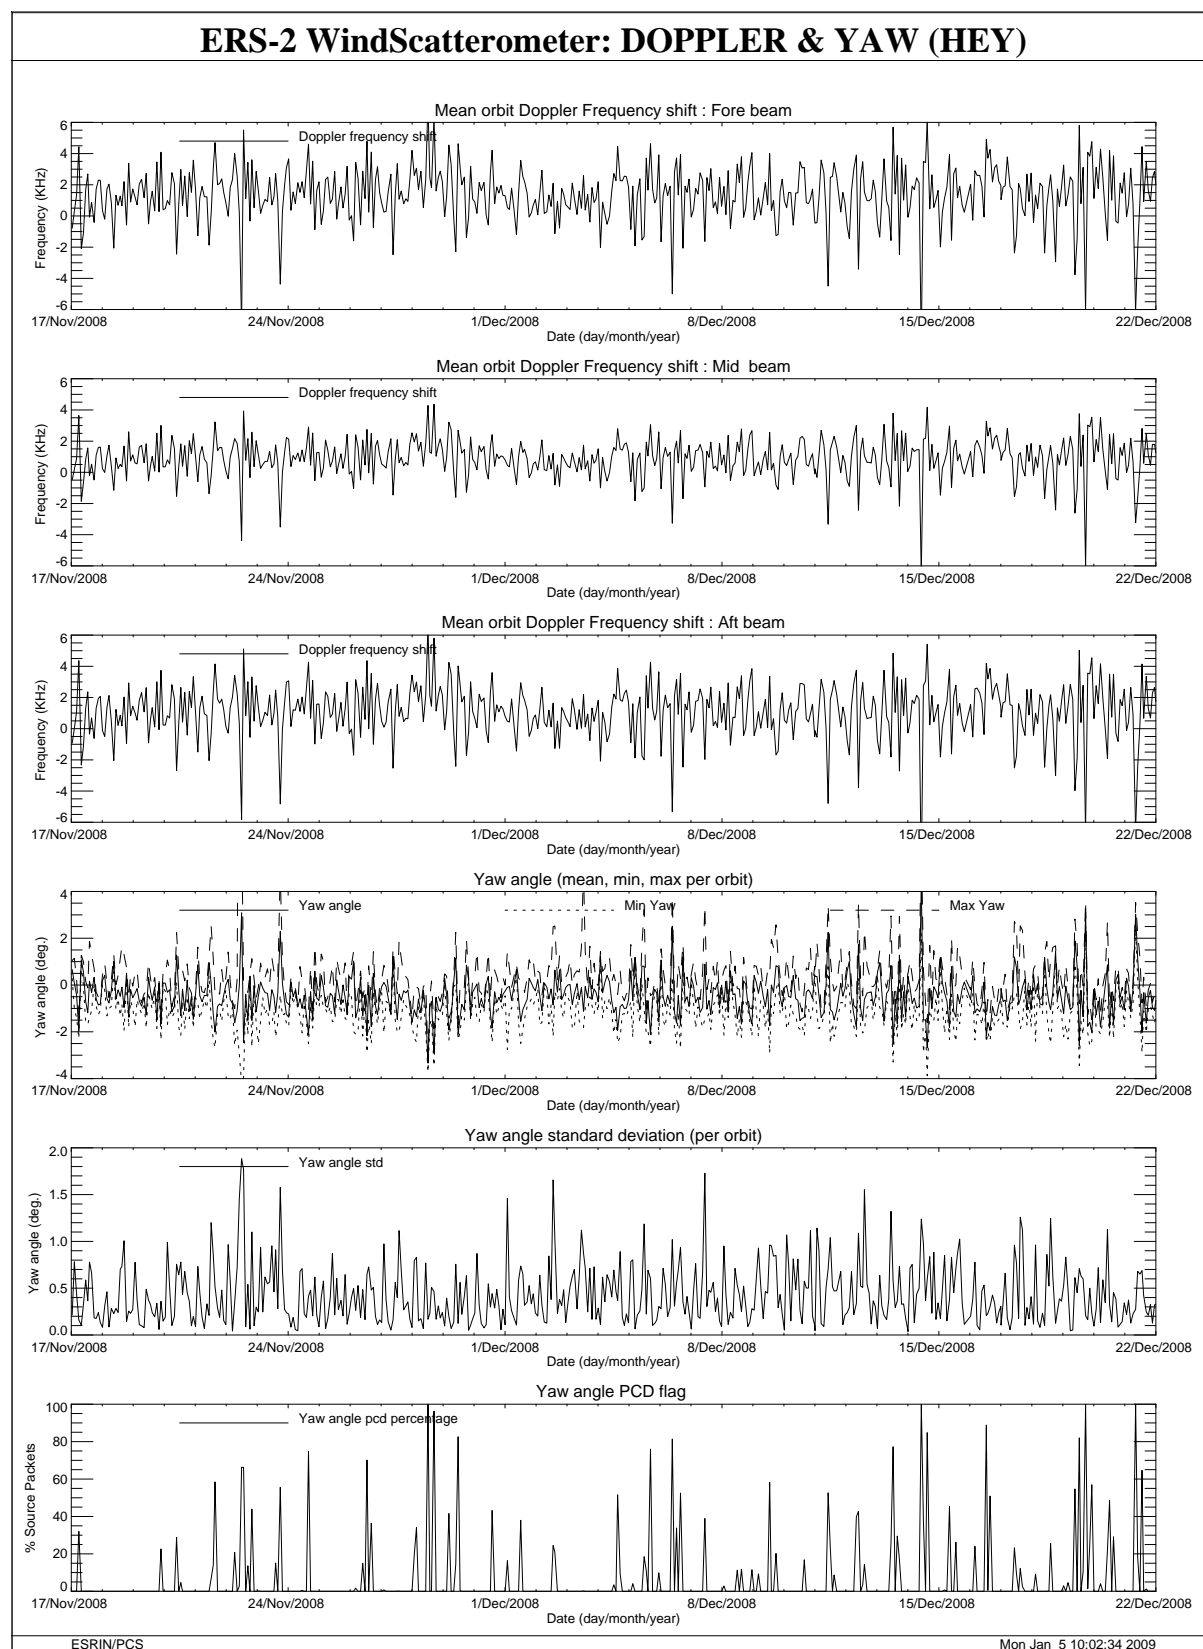 ERS-2 WindScatterometer: DOPPLER & YAW (HEY)
Mean orbit Doppler Frequency shift : Fore beam
Doppler frequency shift
Frequency (KHz)
6
4
2
0
-2
-4
-6
17/Nov/2008 24/Nov/2008 1/Dec/2008 8/Dec/2008 15/Dec/2008 22/Dec/2008
Date (day/month/year)
Mean orbit Doppler Frequency shift : Mid beam
Doppler frequency shift
Frequency (KHz)
6
4
2
0
-2
-4
-6
17/Nov/2008 24/Nov/2008 1/Dec/2008 8/Dec/2008 15/Dec/2008 22/Dec/2008
Date (day/month/year)
Mean orbit Doppler Frequency shift : Aft beam
Doppler frequency shift
Frequency (KHz)
6
4
2
0
-2
-4
-6
17/Nov/2008 24/Nov/2008 1/Dec/2008 8/Dec/2008 15/Dec/2008 22/Dec/2008
Date (day/month/year)
Yaw angle (mean, min, max per orbit)
Yaw angle Min Yaw Max Yaw
Yaw angle (deg.)
4
2
0
-2
-4
17/Nov/2008 24/Nov/2008 1/Dec/2008 8/Dec/2008 15/Dec/2008 22/Dec/2008
Date (day/month/year)
Yaw angle standard deviation (per orbit)
Yaw angle std
Yaw angle (deg.)
2.0
1.5
1.0
0.5
0.0
17/Nov/2008 24/Nov/2008 1/Dec/2008 8/Dec/2008 15/Dec/2008 22/Dec/2008
Date (day/month/year)
Yaw angle PCD flag
Yaw angle pcd percentage
% Source Packets
100
80
60
40
20
0
17/Nov/2008 24/Nov/2008 1/Dec/2008 8/Dec/2008 15/Dec/2008 22/Dec/2008
Date (day/month/year)
ESRIN/PCS Mon Jan 5 10:02:34 2009